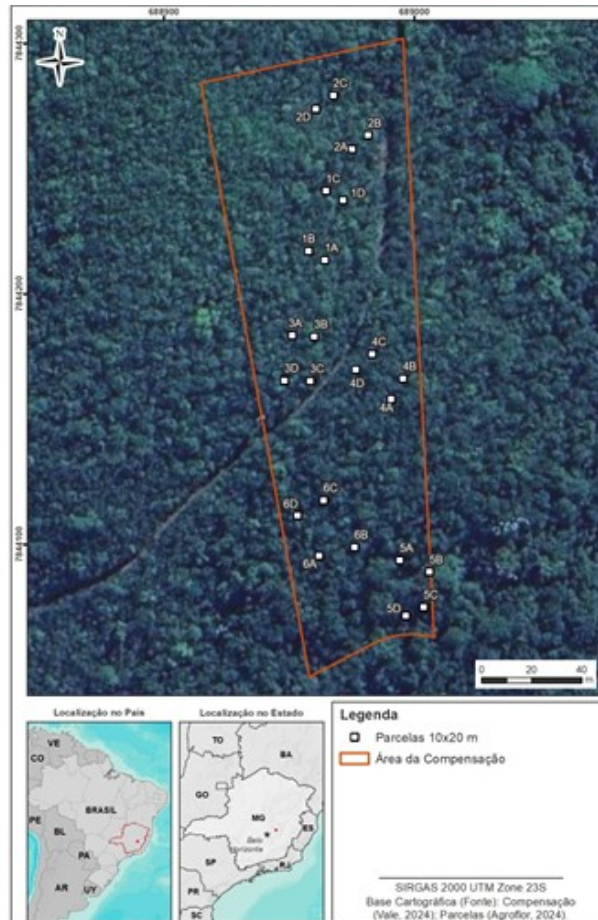 688900
689000
7844300
N
2C
2D
2B
2A
1C
1D
1B
1A
7844200
3A
3B
4C
3D
3C
4D
4B
4A
6C
6D
7844100
6B
6A
5A
5B
5D
5C
0 20 40
m
Localização no País
Localização no Estado
VE
CO
BRASIL
PE
BL
PA
AR
UY
TO
BA
GO
MG
Belo
Horizonte
ES
SP
RJ
PR
SC
Legenda
Parcelas 10x20 m
Área da Compensação
SIRGAS 2000 UTM Zone 23S
Base Cartográfica (Fonte): Compensação
(Vale, 2024); Parcelas (Agroflor, 2024)